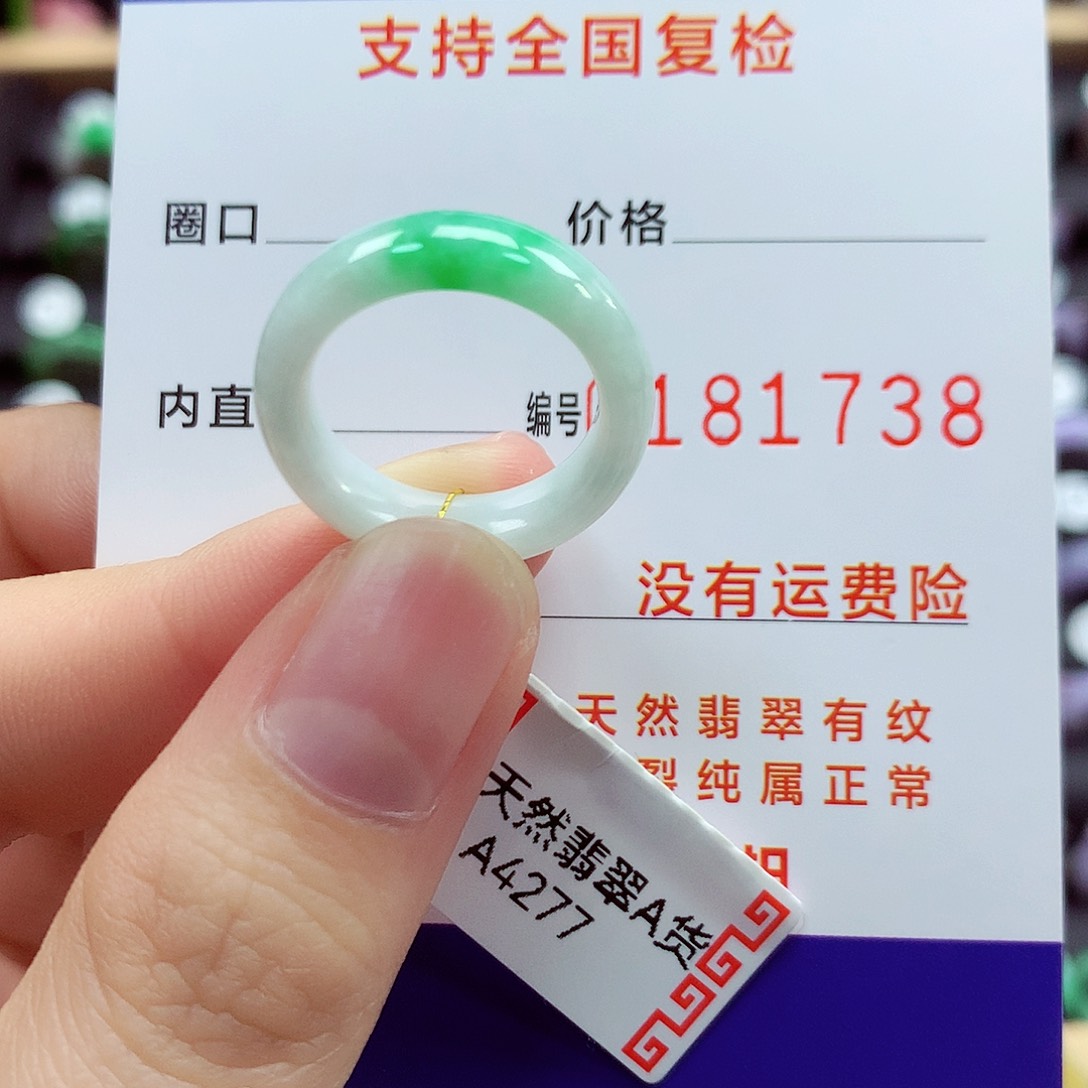 支持全国复检
圈口 价格
内直 编号 181738
没有运费险
天然翡翠有纹
裂纯属正常
天然翡翠A货
A4277